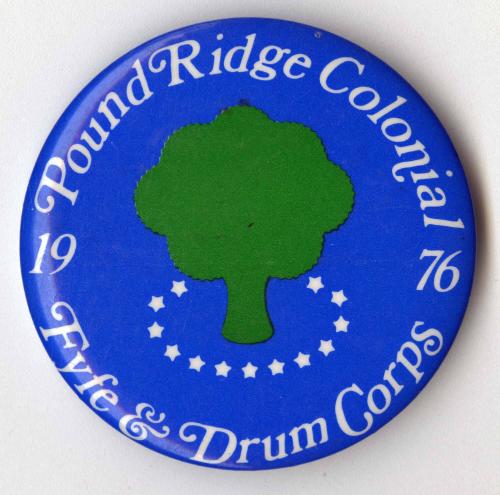 Pound Ridge Colonial
19 76
Fyfe & Drum Corps